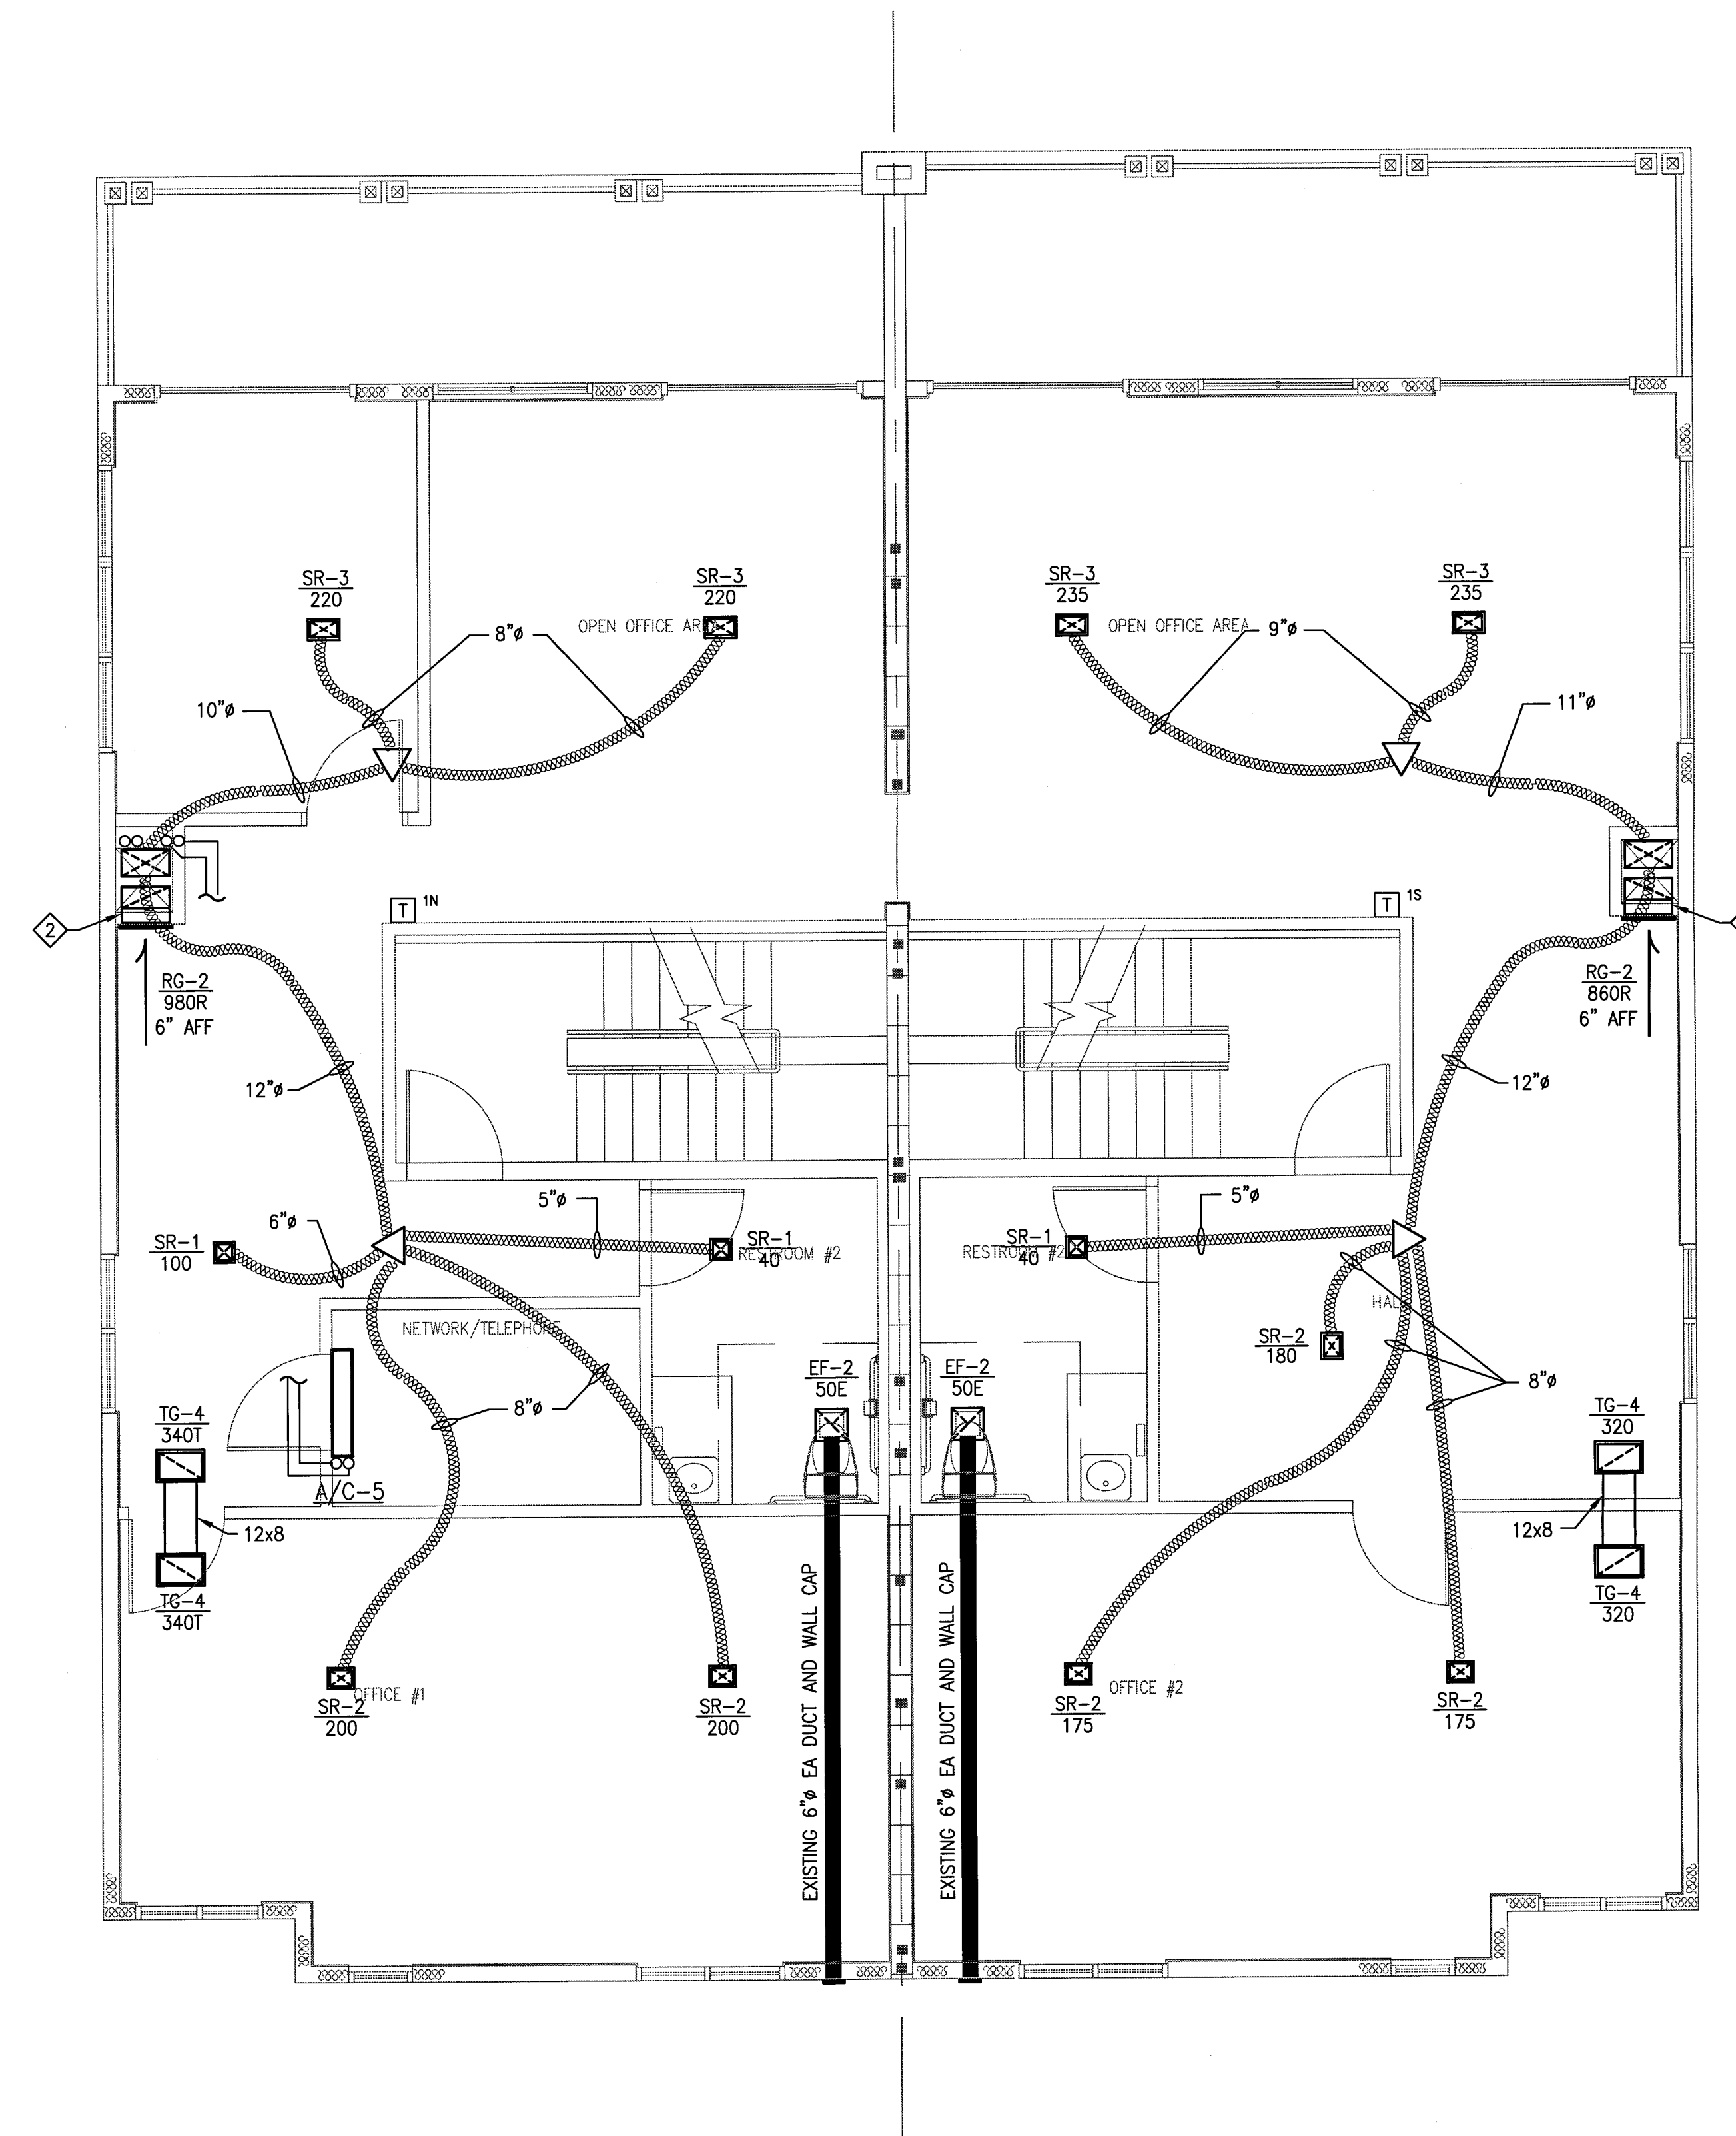 SR-3
220
SR-3
220
SR-3
235
SR-3
235
8"ø
OPEN OFFICE AR
OPEN OFFICE AREA
9"ø
10"ø
11"ø
T 1N
T 1S
2
RG-2
980R
6" AFF
RG-2
860R
6" AFF
12"ø
12"ø
5"ø
5"ø
6"ø
SR-1
100
SR-1
40
RESTROOM #2
RESTROOM #2
SR-1
40
HALL
NETWORK/TELEPHONE
SR-2
180
EF-2
50E
EF-2
50E
8"ø
8"ø
TG-4
340T
TG-4
320
A/C-5
12x8
12x8
TG-4
340T
TG-4
320
EXISTING 6"ø EA DUCT AND WALL CAP
EXISTING 6"ø EA DUCT AND WALL CAP
OFFICE #1
OFFICE #2
SR-2
200
SR-2
200
SR-2
175
SR-2
175